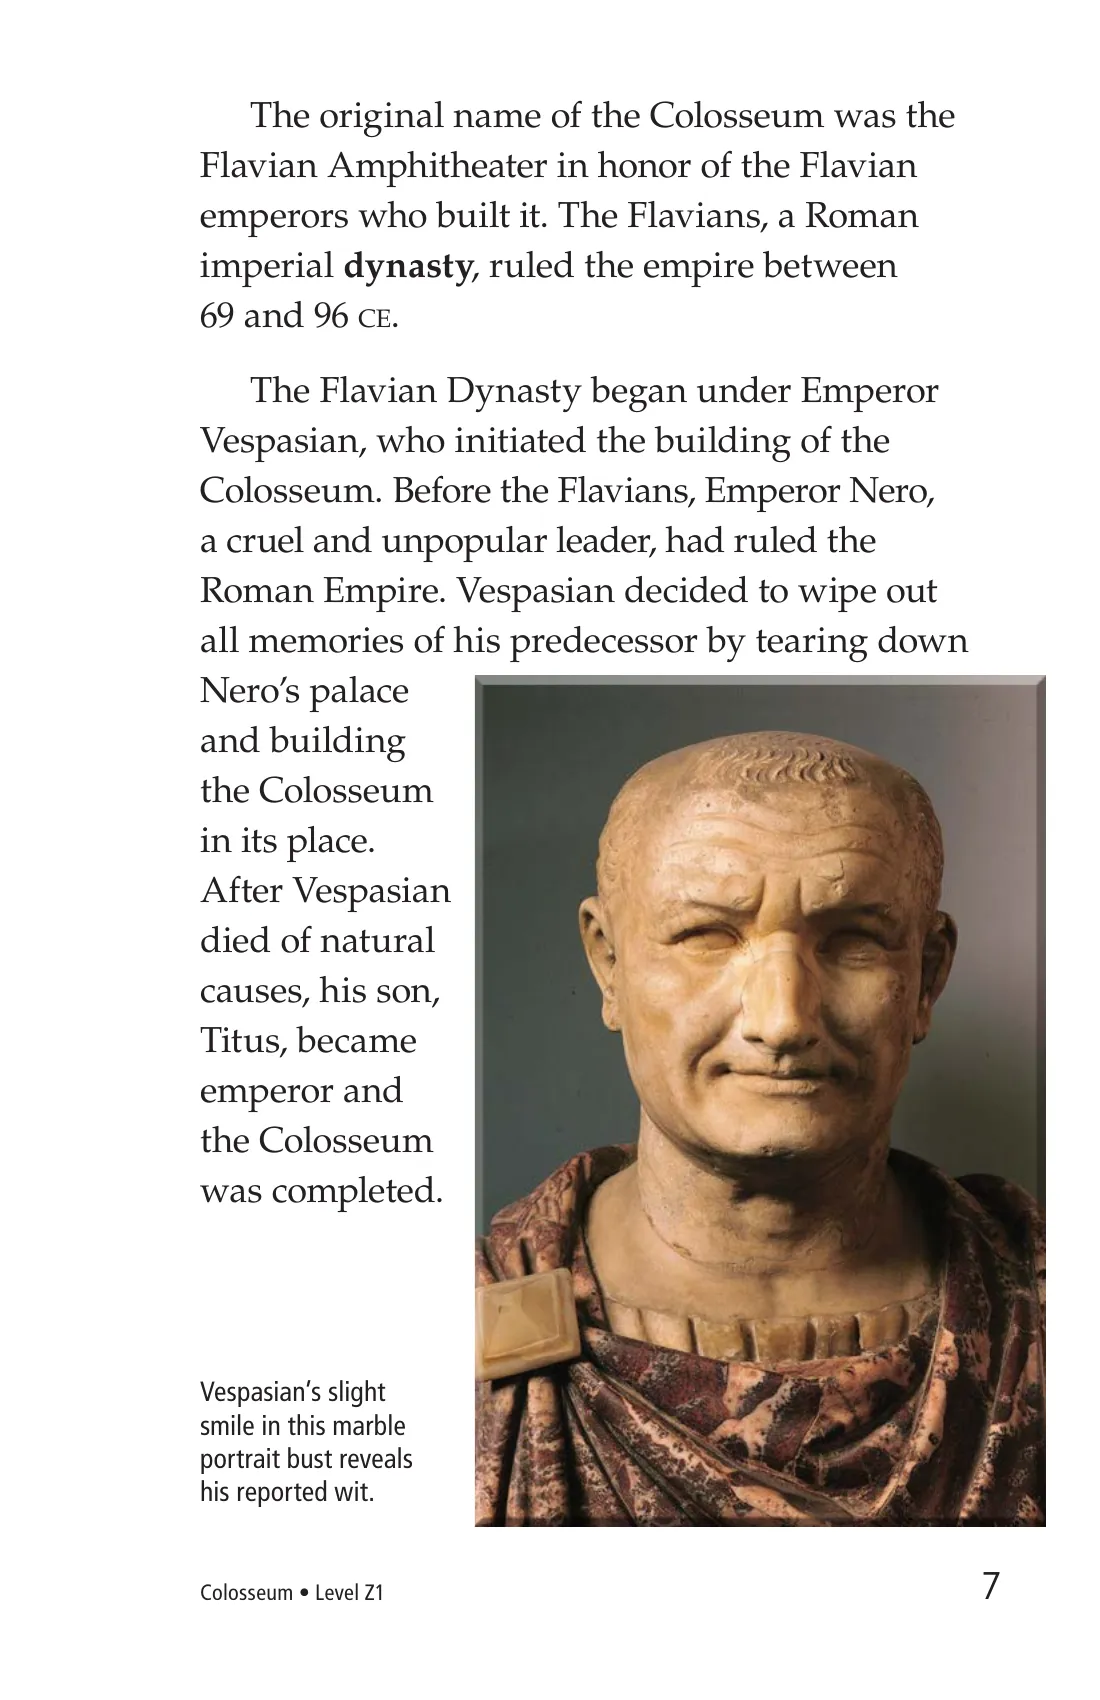 The original name of the Colosseum was the
Flavian Amphitheater in honor of the Flavian
emperors who built it. The Flavians, a Roman
imperial dynasty, ruled the empire between
69 and 96 CE.
The Flavian Dynasty began under Emperor
Vespasian, who initiated the building of the
Colosseum. Before the Flavians, Emperor Nero,
a cruel and unpopular leader, had ruled the
Roman Empire. Vespasian decided to wipe out
all memories of his predecessor by tearing down
Nero’s palace
and building
the Colosseum
in its place.
After Vespasian
died of natural
causes, his son,
Titus, became
emperor and
the Colosseum
was completed.
Vespasian’s slight
smile in this marble
portrait bust reveals
his reported wit.
Colosseum • Level Z1
7